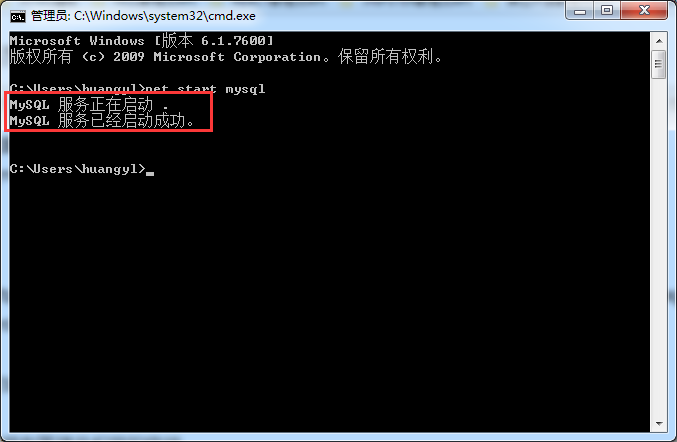 管理员: C:\Windows\system32\cmd.exe
Microsoft Windows [版本 6.1.7600]
版权所有 (c) 2009 Microsoft Corporation。保留所有权利。
C:\Users\huangyl>net start mysql
MySQL 服务正在启动 .
MySQL 服务已经启动成功。
C:\Users\huangyl>